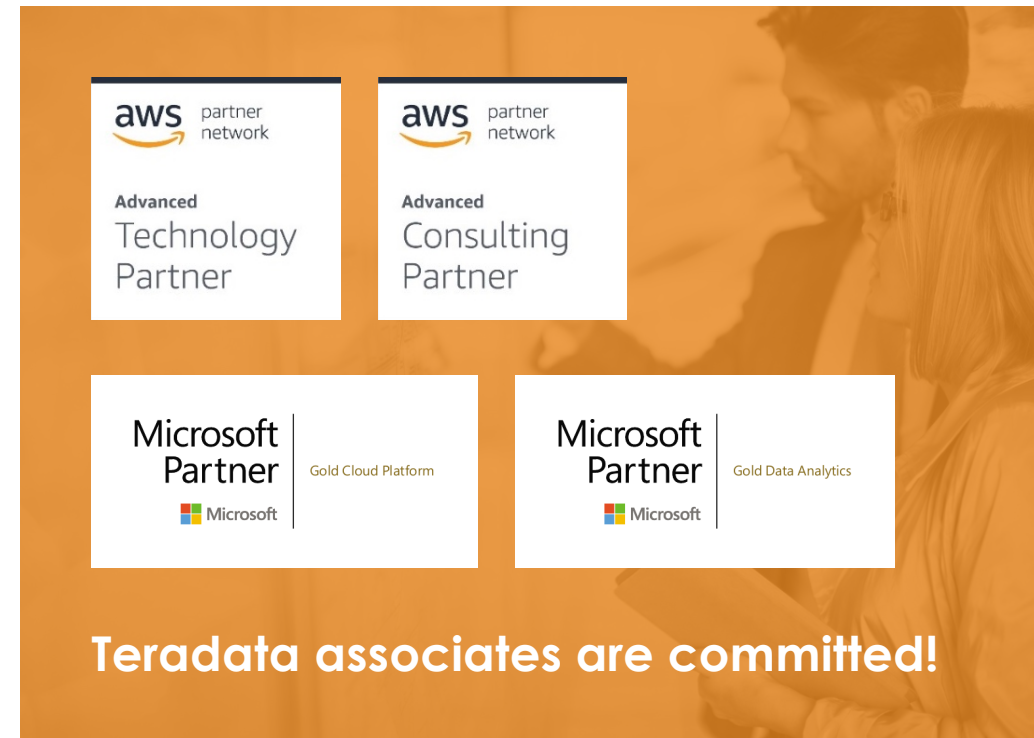 aws partner network
Advanced
Technology
Partner
aws partner network
Advanced
Consulting
Partner
Microsoft
Partner
Microsoft
Gold Cloud Platform
Microsoft
Partner
Microsoft
Gold Data Analytics
Teradata associates are committed!